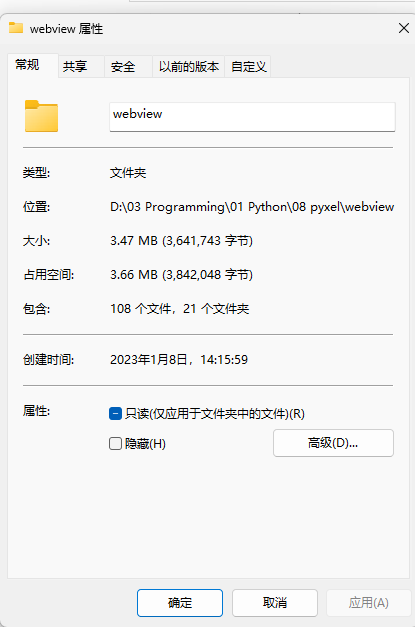 webview 属性
常规 共享 安全 以前的版本 自定义
webview
类型: 文件夹
位置: D:\03 Programming\01 Python\08 pyxel\webview
大小: 3.47 MB (3,641,743 字节)
占用空间: 3.66 MB (3,842,048 字节)
包含: 108 个文件，21 个文件夹
创建时间: 2023年1月8日，14:15:59
属性: 只读(仅应用于文件夹中的文件)(R)
隐藏(H) 高级(D)...
确定 取消 应用(A)